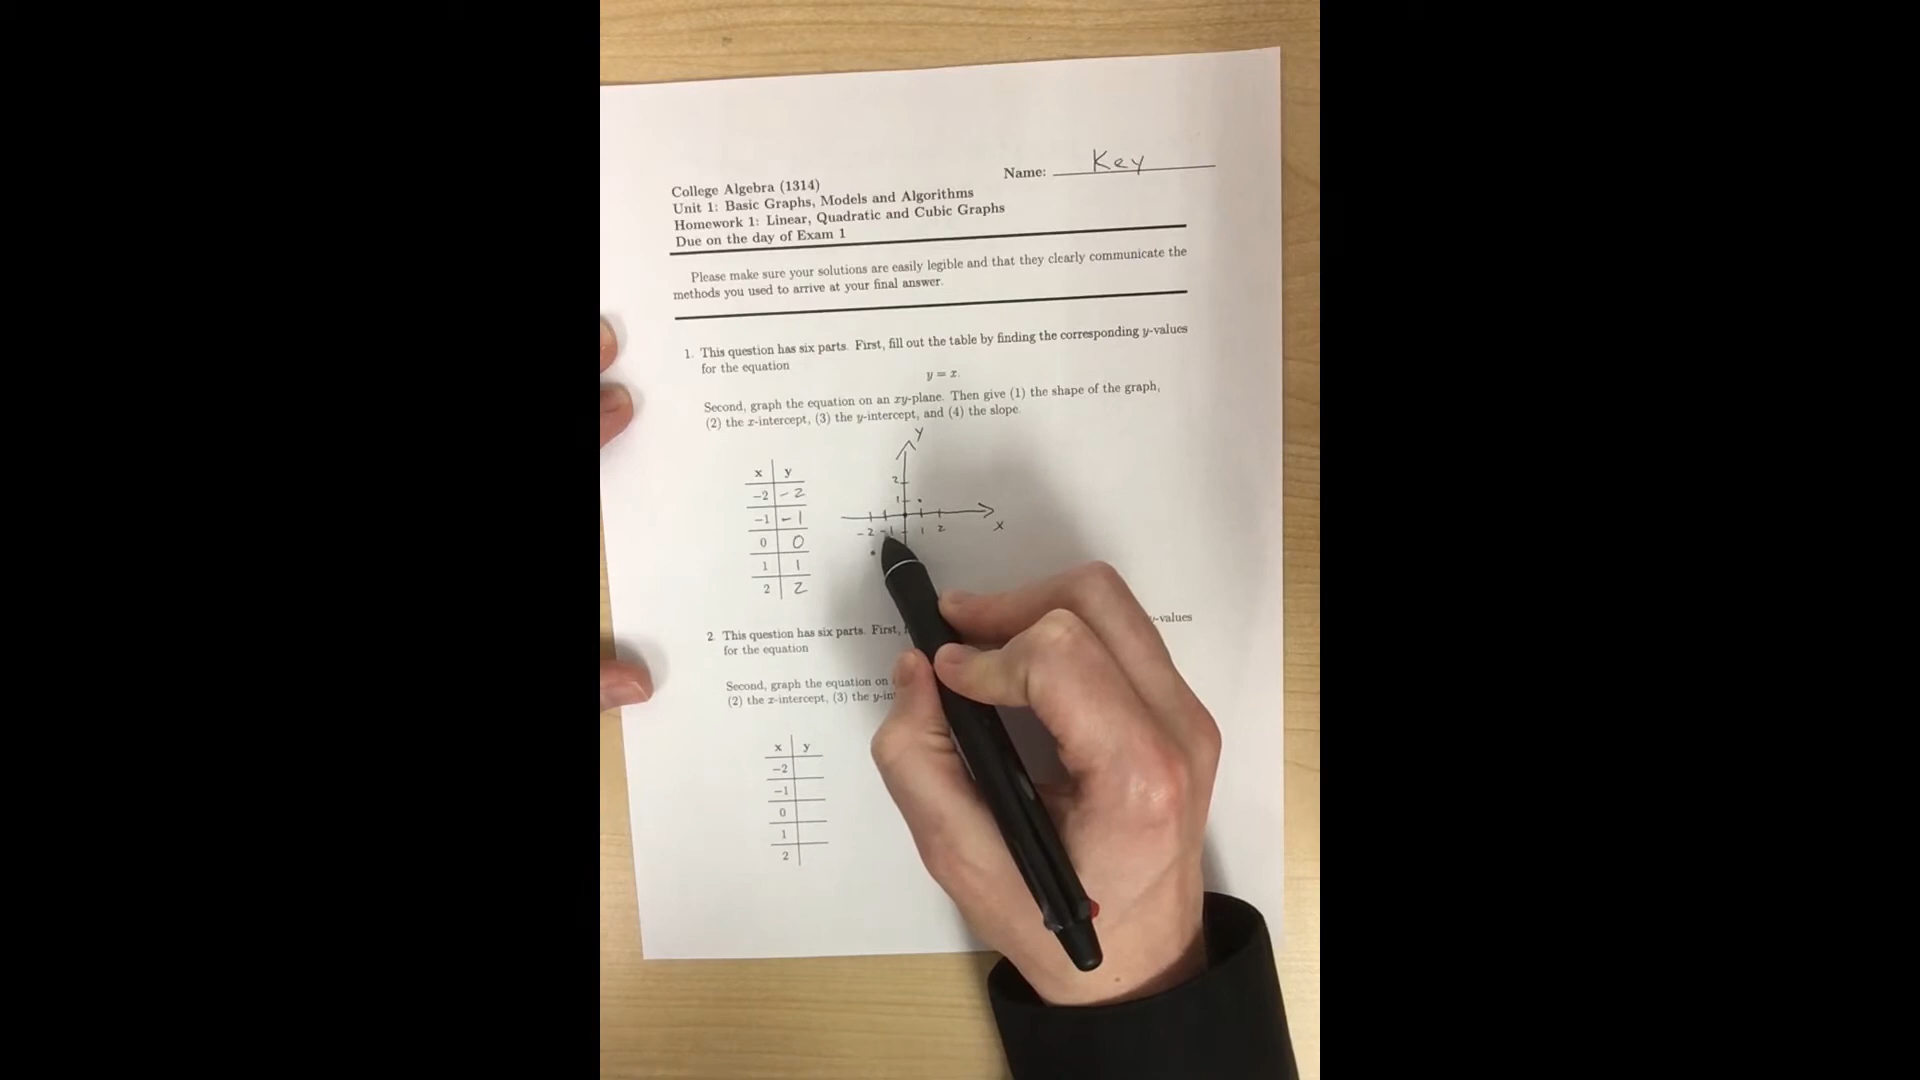 Name: Key
College Algebra (1314)
Unit 1: Basic Graphs, Models and Algorithms
Homework 1: Linear, Quadratic and Cubic Graphs
Due on the day of Exam 1
Please make sure your solutions are easily legible and that they clearly communicate the
methods you used to arrive at your final answer.
1. This question has six parts. First, fill out the table by finding the corresponding y-values
for the equation
y = x.
Second, graph the equation on an xy-plane. Then give (1) the shape of the graph,
(2) the x-intercept, (3) the y-intercept, and (4) the slope.
x y
-2 -2
-1 -1
0 0
1 1
2 2
y
2
1
-2 -1 1 2 x
2. This question has six parts. First, y-values
for the equation
Second, graph the equation on
(2) the x-intercept, (3) the
x y
-2
-1
0
1
2